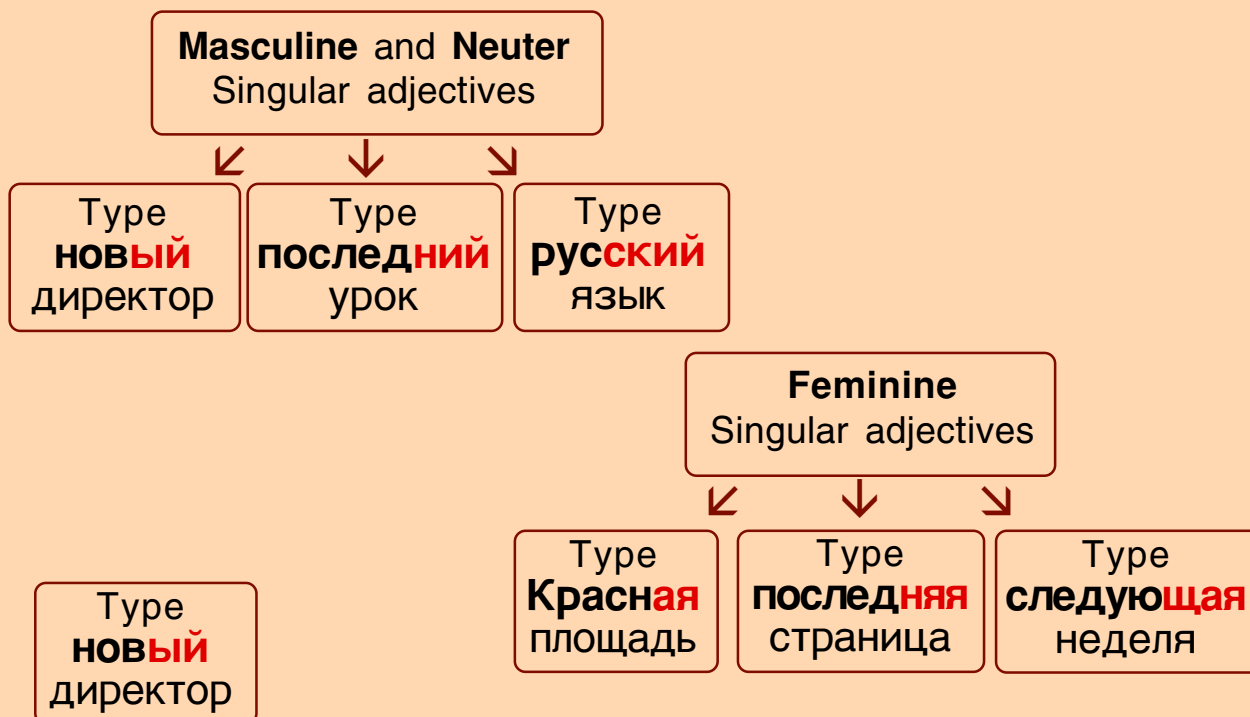 Masculine and Neuter
Singular adjectives
Type
новый
директор
Type
последний
урок
Type
русский
язык
Feminine
Singular adjectives
Type
Красная
площадь
Type
последняя
страница
Type
следующая
неделя
Type
новый
директор